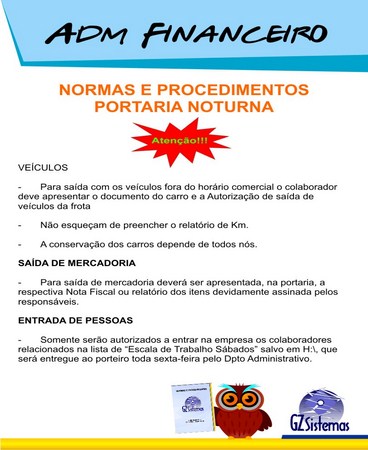 ADM FINANCEIRO
NORMAS E PROCEDIMENTOS
PORTARIA NOTURNA
Atenção!!!
VEÍCULOS
- Para saída com os veículos fora do horário comercial o colaborador
deve apresentar o documento do carro e a Autorização de saída de
veículos da frota
- Não esqueçam de preencher o relatório de Km.
- A conservação dos carros depende de todos nós.
SAÍDA DE MERCADORIA
- Para saída de mercadoria deverá ser apresentada, na portaria, a
respectiva Nota Fiscal ou relatório dos itens devidamente assinada pelos
responsáveis.
ENTRADA DE PESSOAS
- Somente serão autorizados a entrar na empresa os colaboradores
relacionados na lista de “Escala de Trabalho Sábados” salvo em H:\, que
será entregue ao porteiro toda sexta-feira pelo Dpto Administrativo.
GZ Sistemas
GZ Sistemas